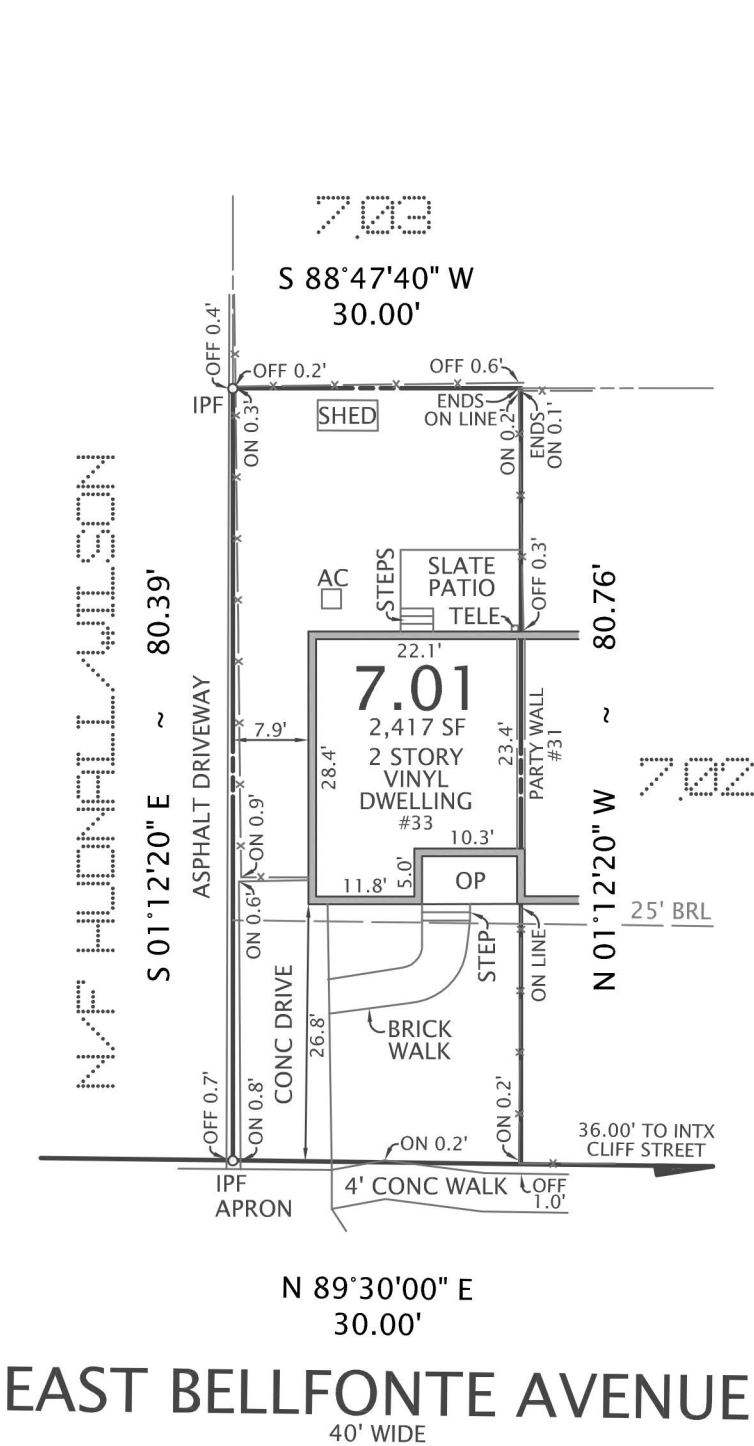 7.03
S 88°47'40" W
30.00'
OFF 0.4'
OFF 0.2'
OFF 0.6'
IPF
ON 0.3'
SHED
ENDS
ON LINE
ON 0.2'
ENDS
ON 0.1'
N/F HUDNALL/WILSON
S 01°12'20" E ~ 80.39'
ASPHALT DRIVEWAY
AC
STEPS
SLATE
PATIO
TELE
OFF 0.3'
N 01°12'20" W ~ 80.76'
22.1'
7.01
2,417 SF
2 STORY
VINYL
DWELLING
#33
7.9'
28.4'
23.4'
PARTY WALL
#31
7.02
ON 0.9'
10.3'
5.0'
11.8'
OP
ON 0.6'
25' BRL
STEP
ON LINE
CONC DRIVE
26.8'
BRICK
WALK
OFF 0.7'
ON 0.8'
ON 0.2'
ON 0.2'
36.00' TO INTX
CLIFF STREET
IPF
APRON
4' CONC WALK
OFF
1.0'
N 89°30'00" E
30.00'
EAST BELLFONTE AVENUE
40' WIDE